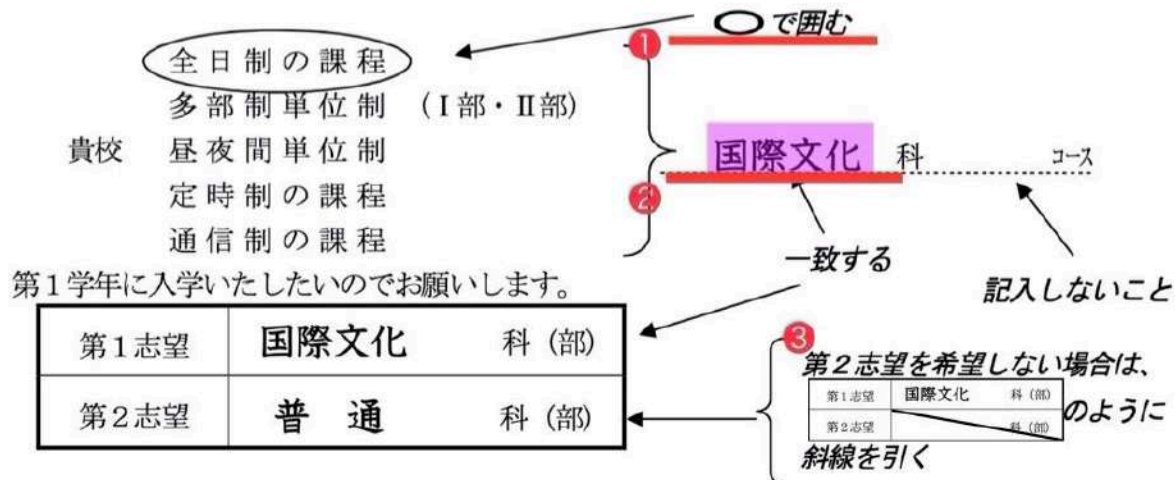 ○で囲む
❶
全日制の課程
多部制単位制 (Ⅰ部・Ⅱ部)
貴校 昼夜間単位制 国際文化 科 コース
定時制の課程
❷
通信制の課程
一致する
記入しないこと
第1学年に入学いたしたいのでお願いします。
第1志望 国際文化 科(部)
第2志望 普通 科(部)
❸
第2志望を希望しない場合は、
第1志望 国際文化 科(部)
第2志望 科(部)
のように
斜線を引く